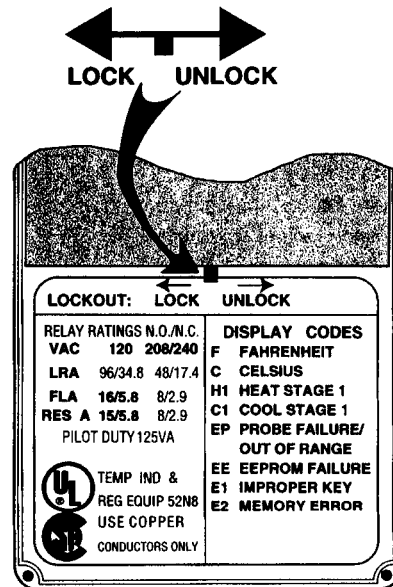 LOCK UNLOCK
LOCKOUT: LOCK UNLOCK
RELAY RATINGS N.O./N.C.
VAC 120 208/240
LRA 96/34.8 48/17.4
FLA 16/5.8 8/2.9
RES A 15/5.8 8/2.9
PILOT DUTY 125VA
UL ®
TEMP IND &
REG EQUIP 52N8
SP
USE COPPER
CONDUCTORS ONLY
DISPLAY CODES
F FAHRENHEIT
C CELSIUS
H1 HEAT STAGE 1
C1 COOL STAGE 1
EP PROBE FAILURE/
OUT OF RANGE
EE EEPROM FAILURE
E1 IMPROPER KEY
E2 MEMORY ERROR